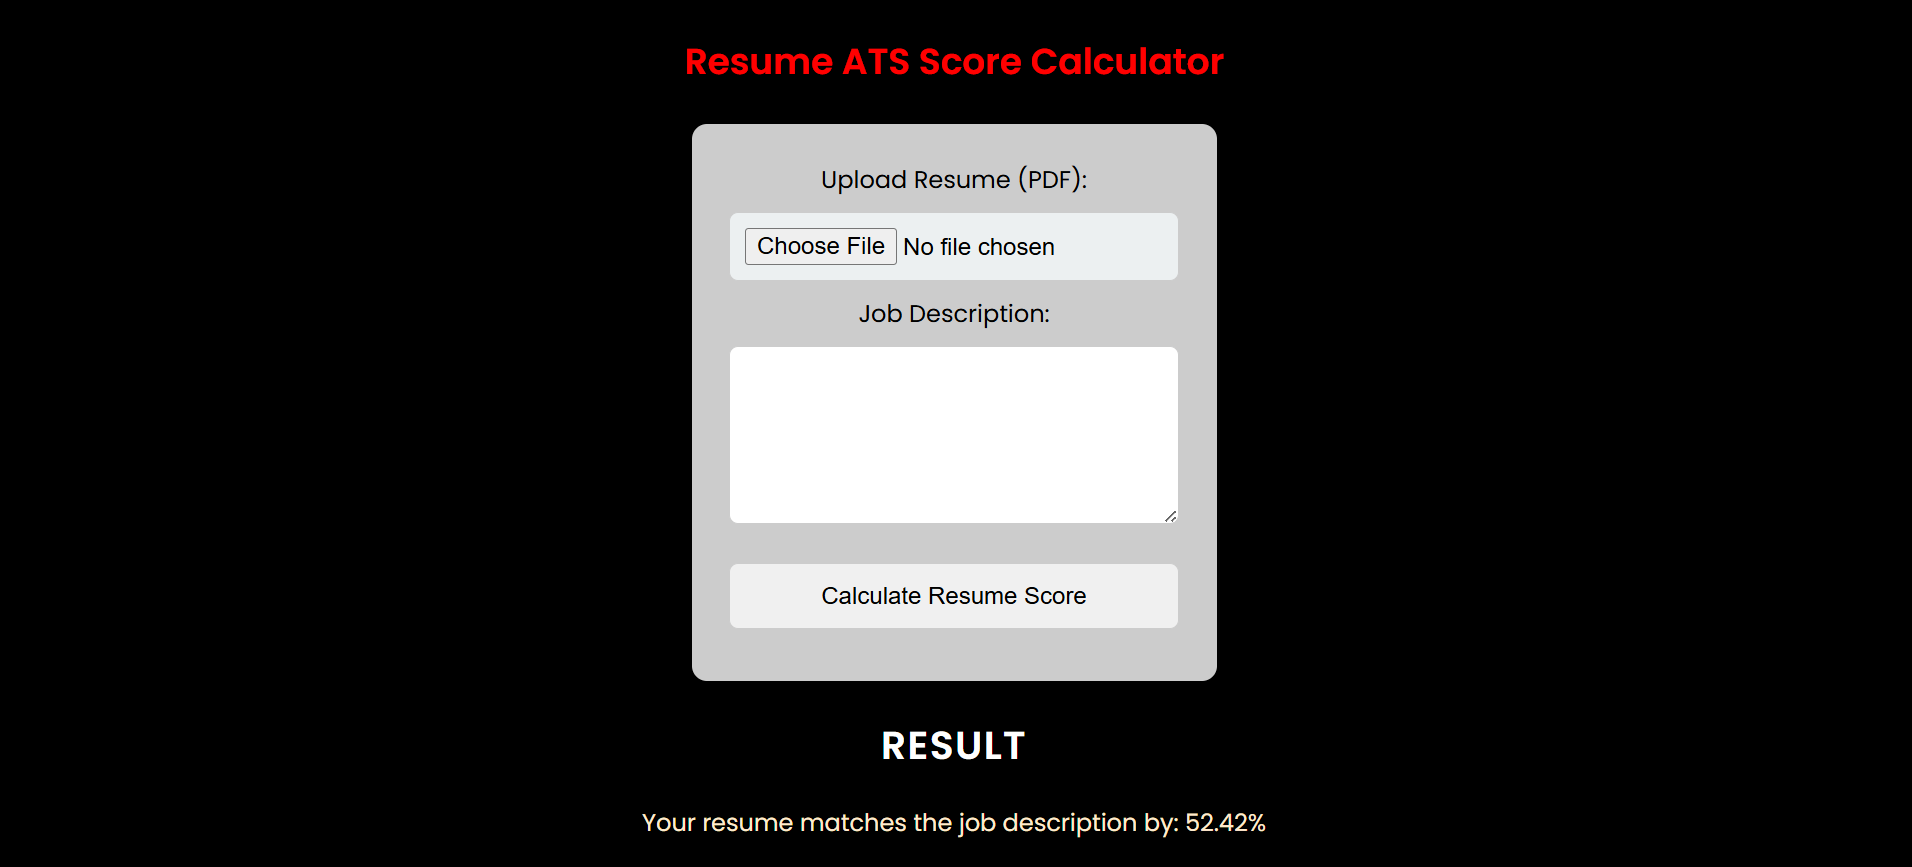 Resume ATS Score Calculator
Upload Resume (PDF):
Choose File No file chosen
Job Description:
Calculate Resume Score
RESULT
Your resume matches the job description by: 52.42%